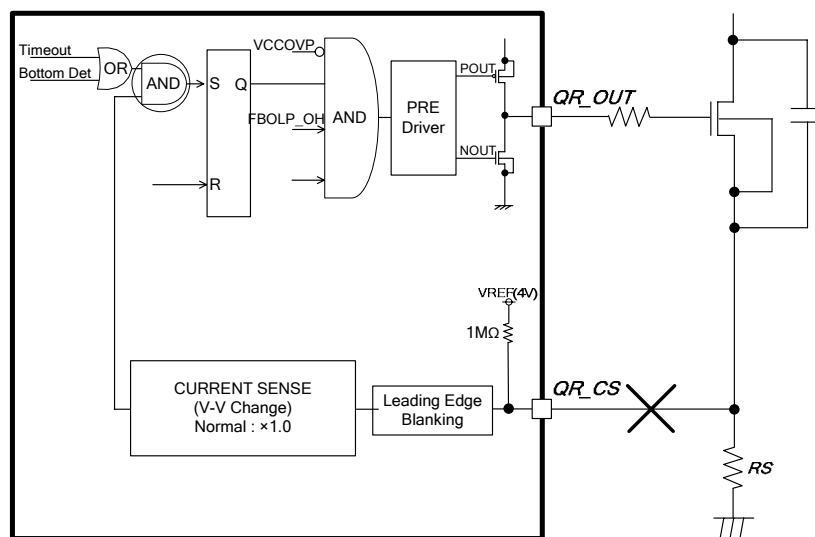 Timeout
Bottom Det
OR
AND
S
Q
R
VCCOVP
FBOLP_OH
AND
PRE
Driver
POUT
NOUT
QR_OUT
VREF(4V)
1MΩ
CURRENT SENSE
(V-V Change)
Normal : ×1.0
Leading Edge
Blanking
QR_CS
RS